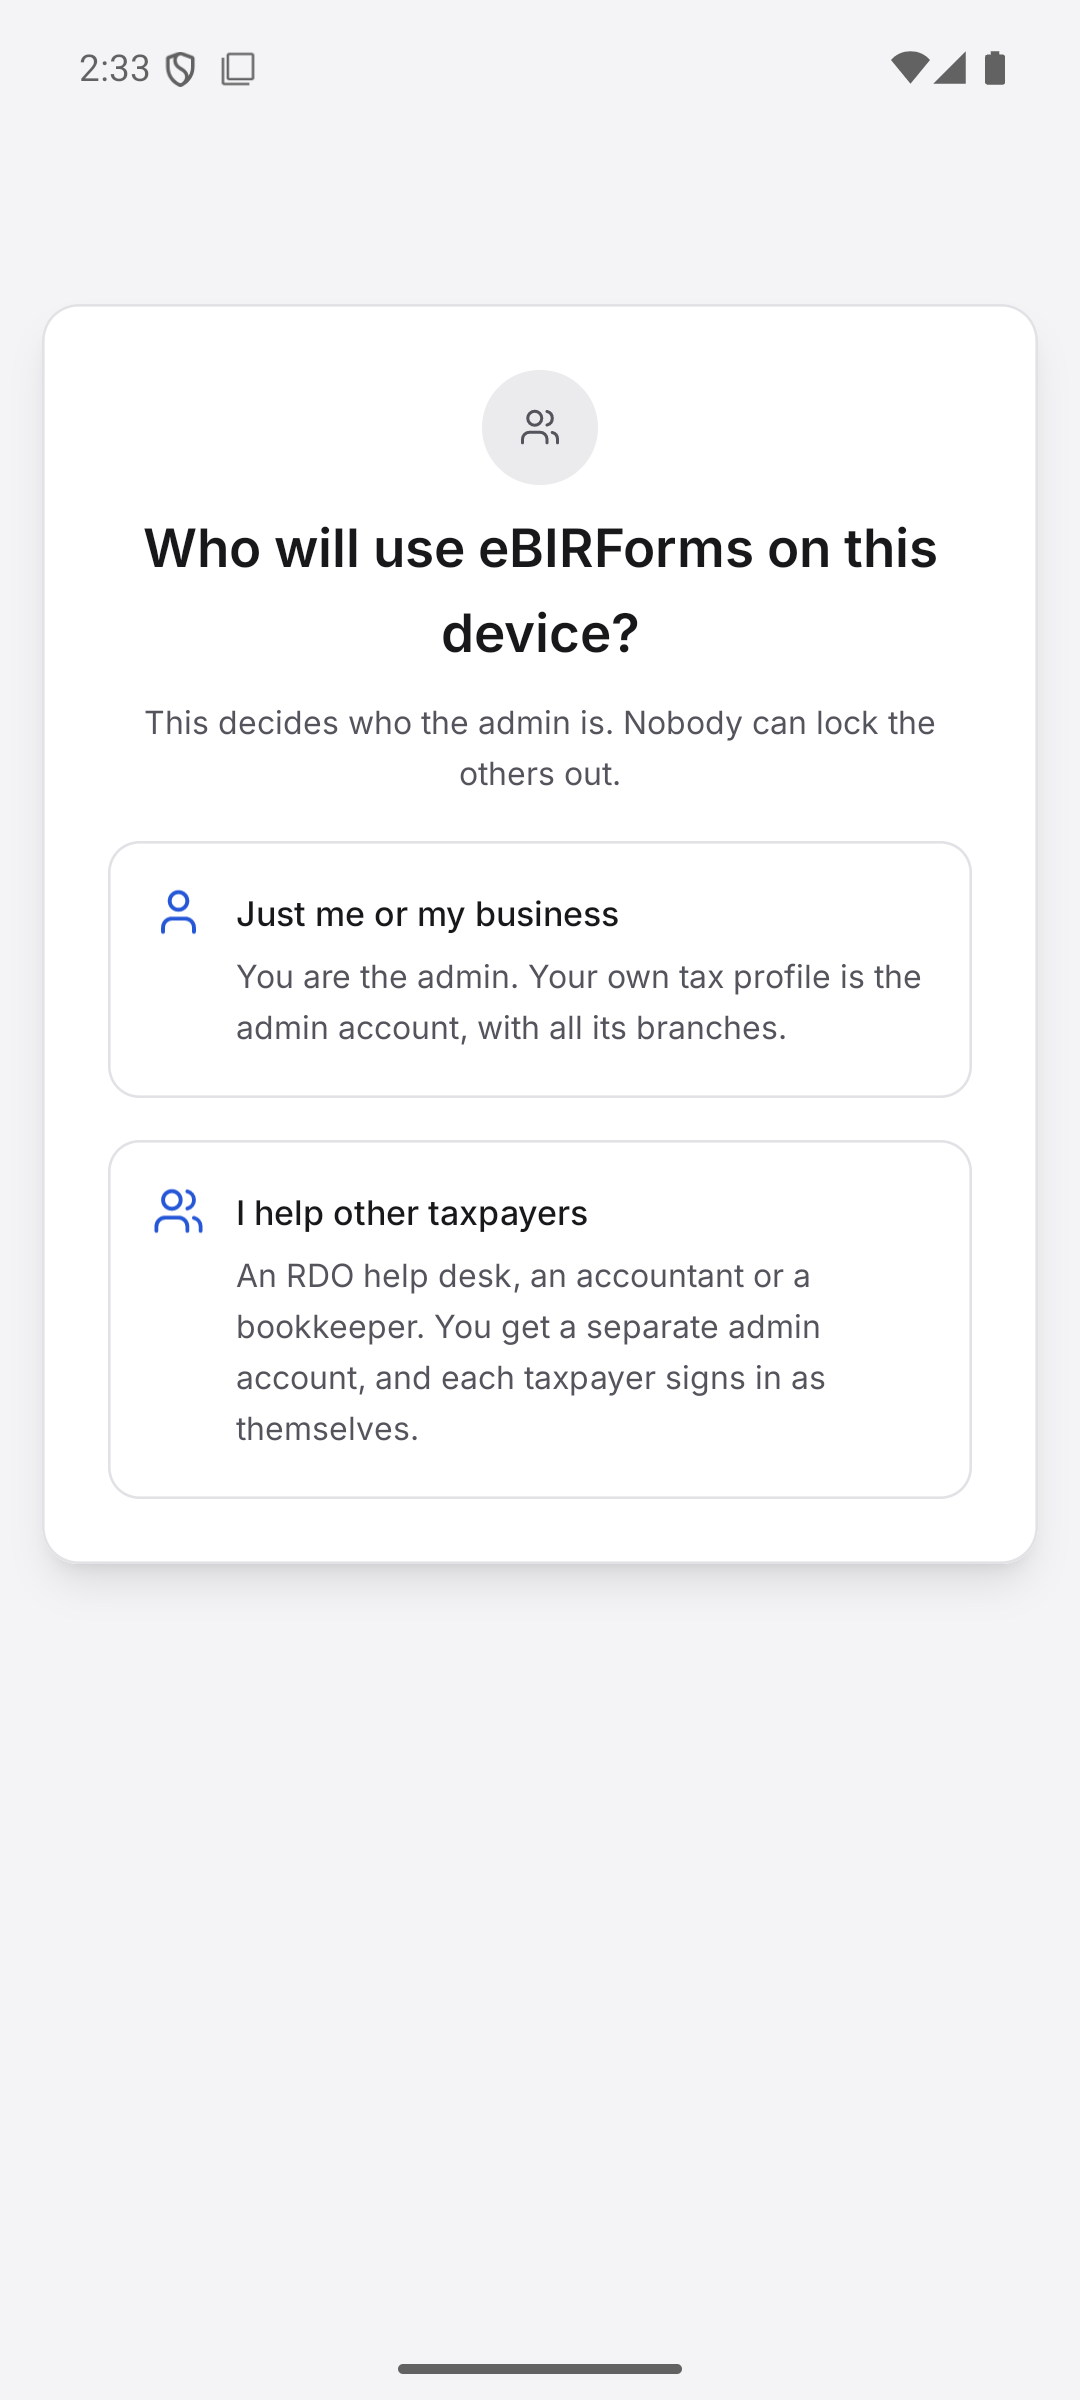 2:33
Who will use eBIRForms on this
device?
This decides who the admin is. Nobody can lock the
others out.
Just me or my business
You are the admin. Your own tax profile is the
admin account, with all its branches.
I help other taxpayers
An RDO help desk, an accountant or a
bookkeeper. You get a separate admin
account, and each taxpayer signs in as
themselves.